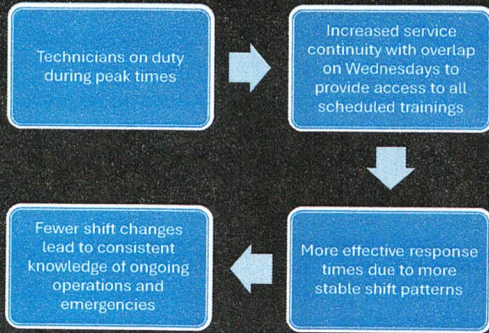 Technicians on duty
during peak times
Increased service
continuity with overlap
on Wednesdays to
provide access to all
scheduled trainings
More effective response
times due to more
stable shift patterns
Fewer shift changes
lead to consistent
knowledge of ongoing
operations and
emergencies